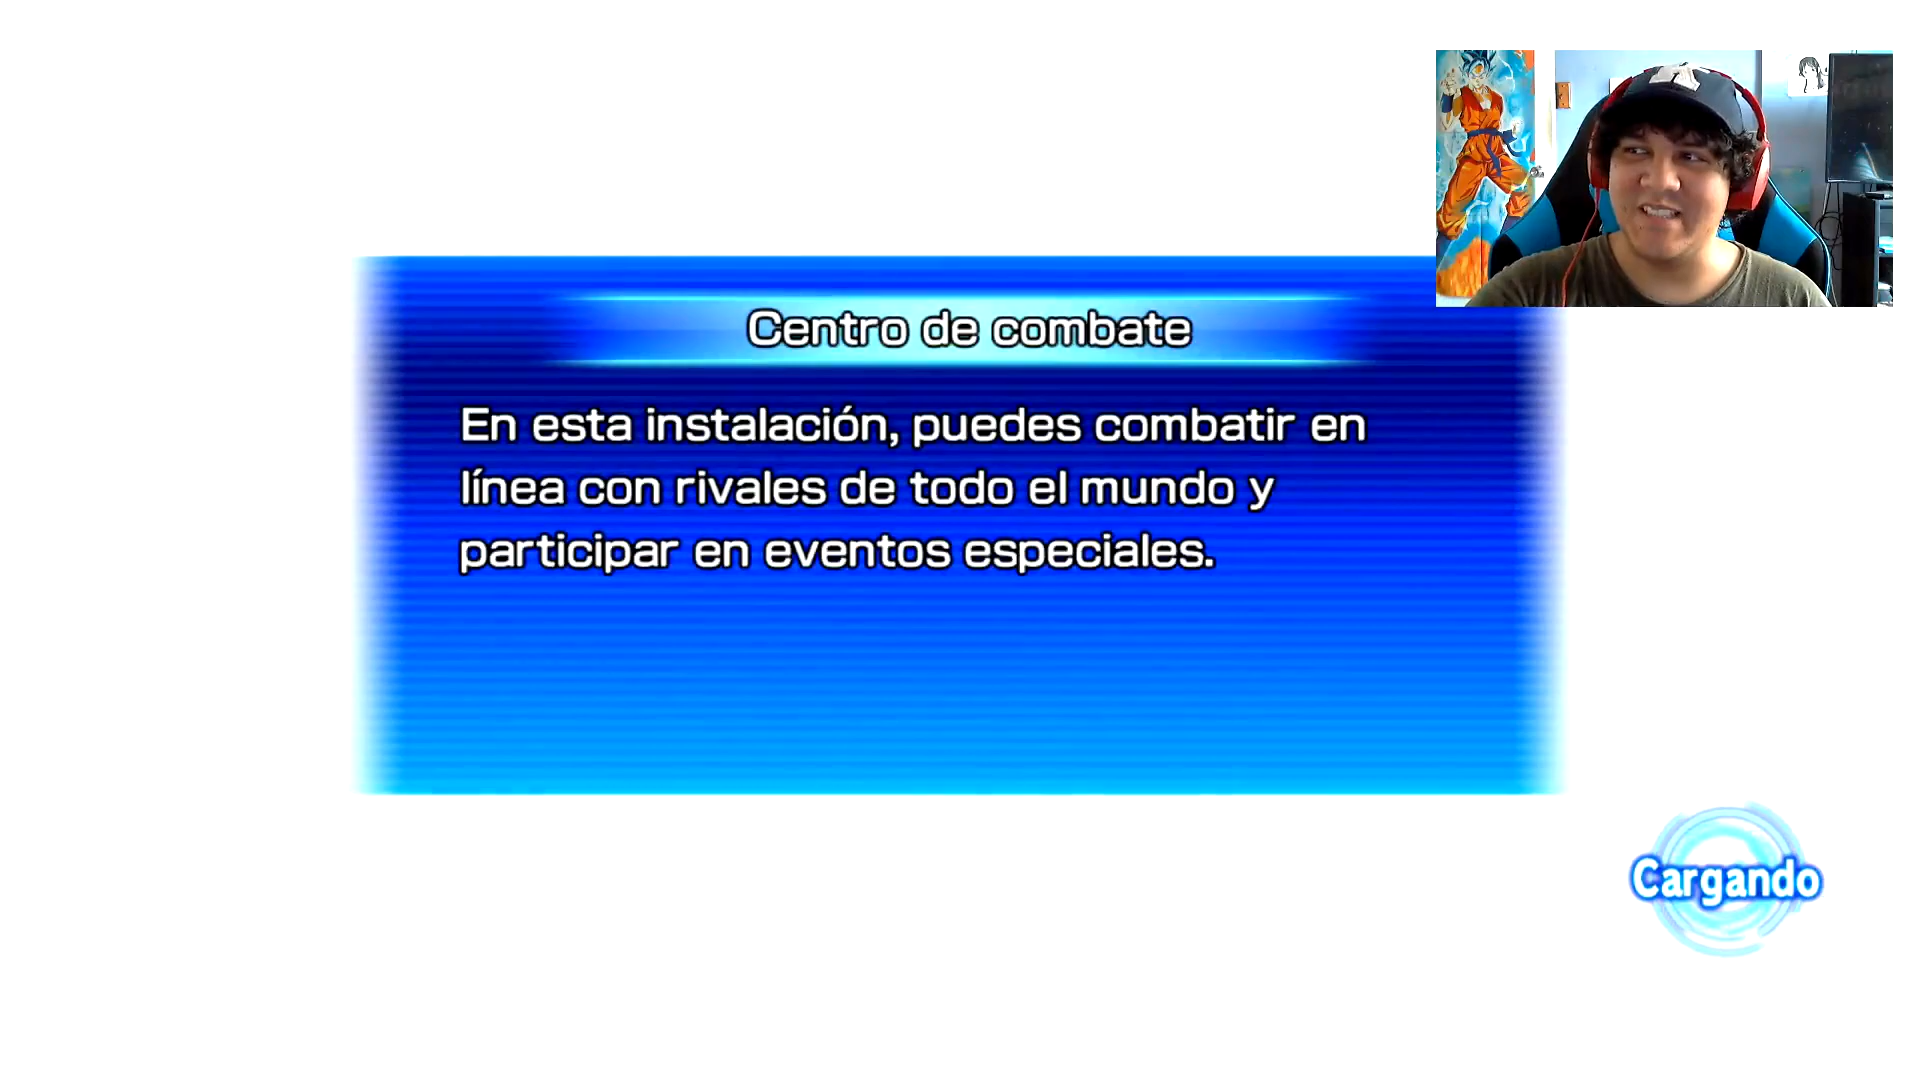 Centro de combate
En esta instalación, puedes combatir en
línea con rivales de todo el mundo y
participar en eventos especiales.
Cargando